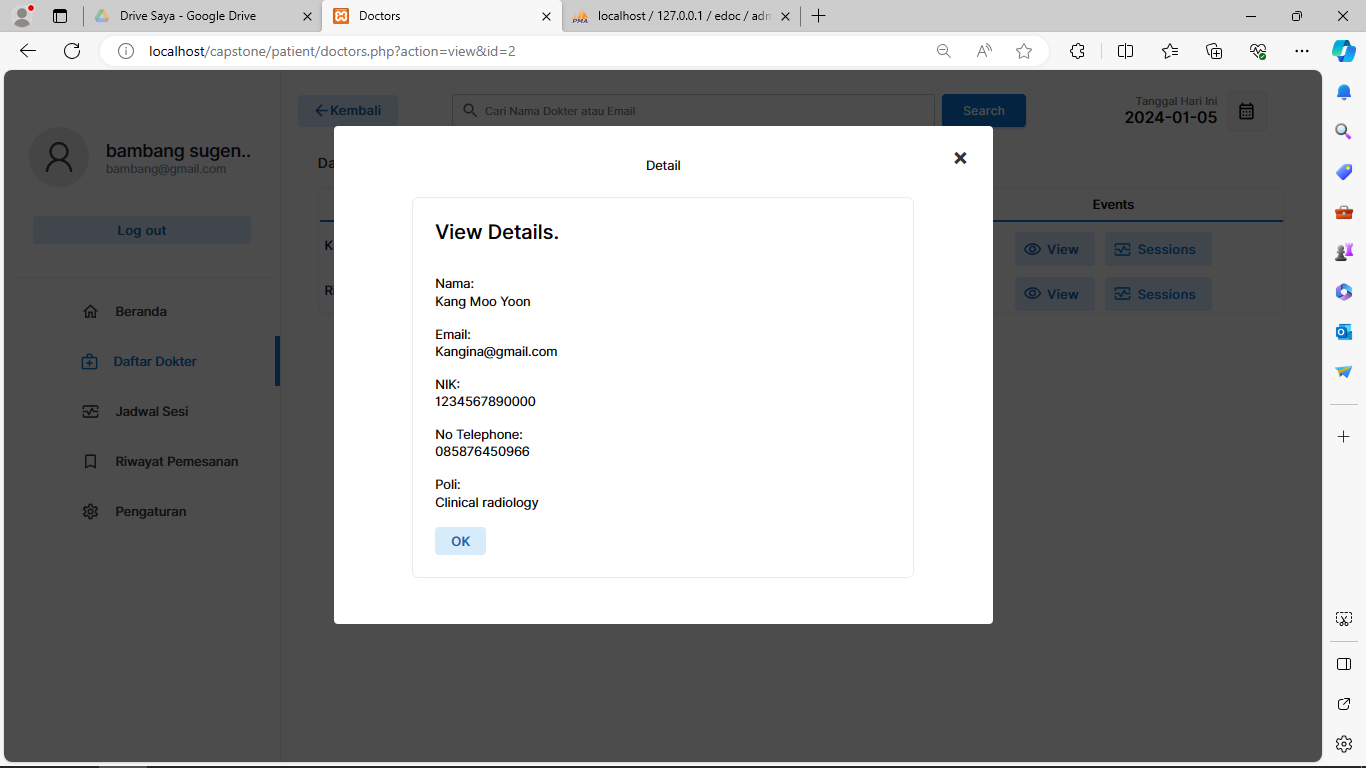 Drive Saya - Google Drive
Doctors
PMA
localhost / 127.0.0.1 / edoc / adm
localhost/capstone/patient/doctors.php?action=view&id=2
Kembali
Cari Nama Dokter atau Email
Search
Tanggal Hari Ini
2024-01-05
bambang sugen..
bambang@gmail.com
Log out
Beranda
Daftar Dokter
Jadwal Sesi
Riwayat Pemesanan
Pengaturan
Da
Events
K
View
Sessions
Ri
View
Sessions
Detail
View Details.
Nama:
Kang Moo Yoon
Email:
Kangina@gmail.com
NIK:
1234567890000
No Telephone:
085876450966
Poli:
Clinical radiology
OK